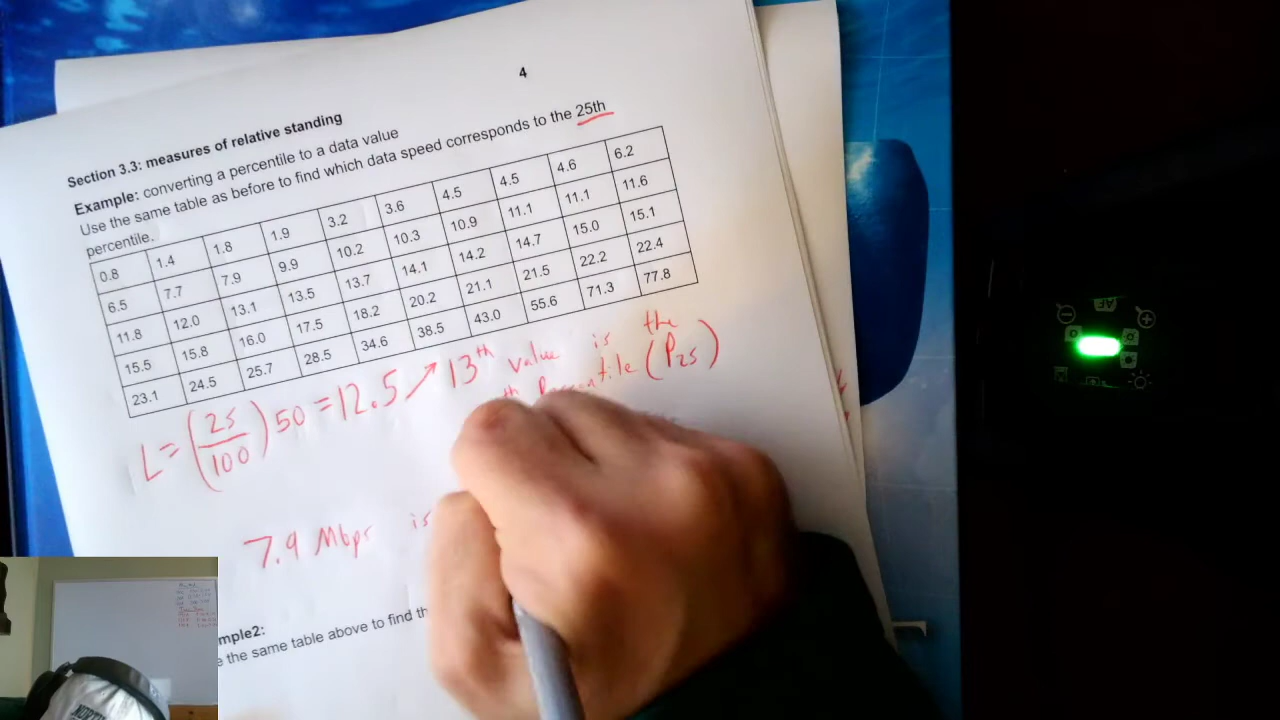 4
Section 3.3: measures of relative standing
Example: converting a percentile to a data value
Use the same table as before to find which data speed corresponds to the 25th
percentile.
0.8 1.4 1.8 1.9 3.2 3.6 4.5 4.5 4.6 6.2
6.5 7.7 7.9 9.9 10.2 10.3 10.9 11.1 11.1 11.6
11.8 12.0 13.1 13.5 13.7 14.1 14.2 14.7 15.0 15.1
15.5 15.8 16.0 17.5 18.2 20.2 21.1 21.5 22.2 22.4
23.1 24.5 25.7 28.5 34.6 38.5 43.0 55.6 71.3 77.8
L = (25/100) 50 = 12.5 ↗ 13th value is the
(P25)
7.9 Mbps is
mple2:
e the same table above to find